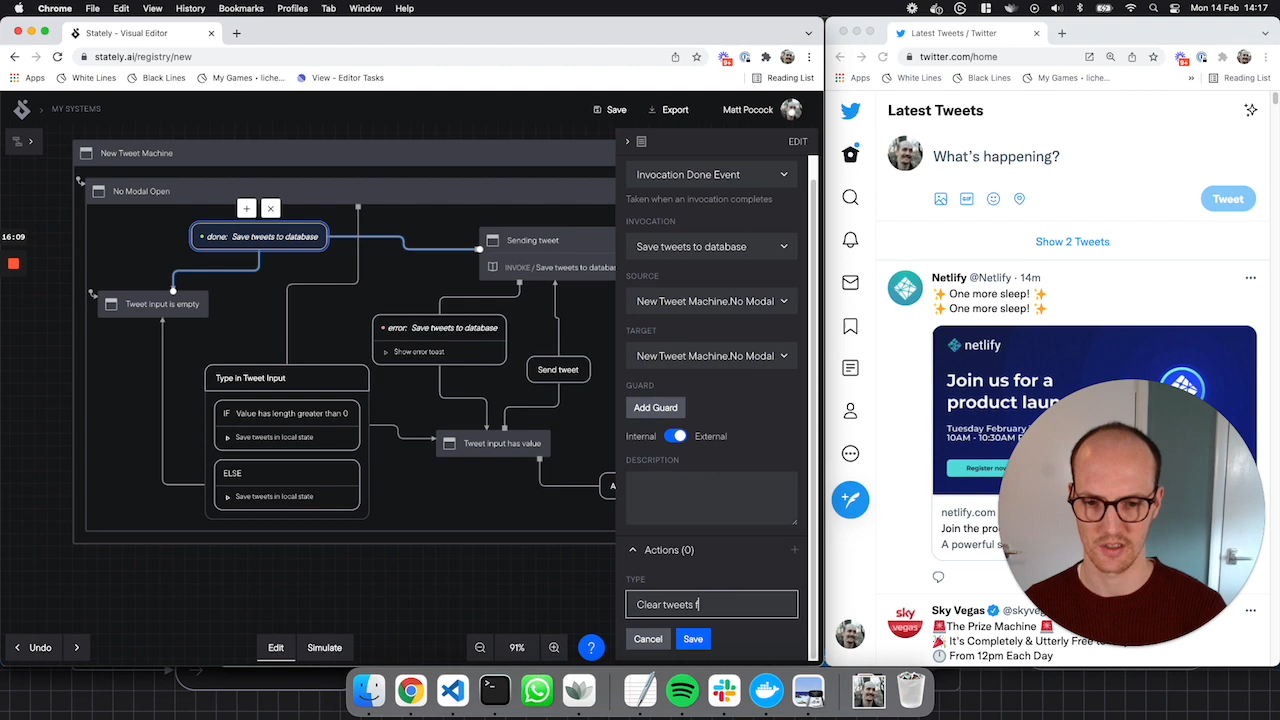 Chrome File Edit View History Bookmarks Profiles Tab Window Help
Mon 14 Feb 14:17
Stately – Visual Editor
stately.ai/registry/new
Apps White Lines Black Lines My Games • liche... View - Editor Tasks Reading List
MY SYSTEMS
Save Export Matt Pocock
New Tweet Machine
No Modal Open
done: Save tweets to database
Sending tweet
INVOKE / Save tweets to databas
Tweet input is empty
error: Save tweets to database
Show error toast
Send tweet
Type in Tweet Input
IF Value has length greater than 0
Save tweets in local state
ELSE
Save tweets in local state
Tweet input has value
A
16:09
EDIT
Invocation Done Event
Taken when an invocation completes
INVOCATION
Save tweets to database
SOURCE
New Tweet Machine.No Modal
TARGET
New Tweet Machine.No Modal
GUARD
Add Guard
Internal External
DESCRIPTION
Actions (0)
TYPE
Clear tweets f
Cancel Save
Undo
Edit Simulate
91%
?
Latest Tweets / Twitter
twitter.com/home
Apps White Lines Black Lines My Games • liche... » Reading List
Latest Tweets
What's happening?
GIF
Tweet
Show 2 Tweets
Netlify @Netlify · 14m
One more sleep!
One more sleep!
netlify
Join us for a
product laun
Tuesday February
10AM - 10:30AM
Register now
netlify.com
Join the pro
A powerful s
sky
vegas
Sky Vegas @skyveg
The Prize Machine
It's Completely & Utterly Free to
From 12pm Each Day